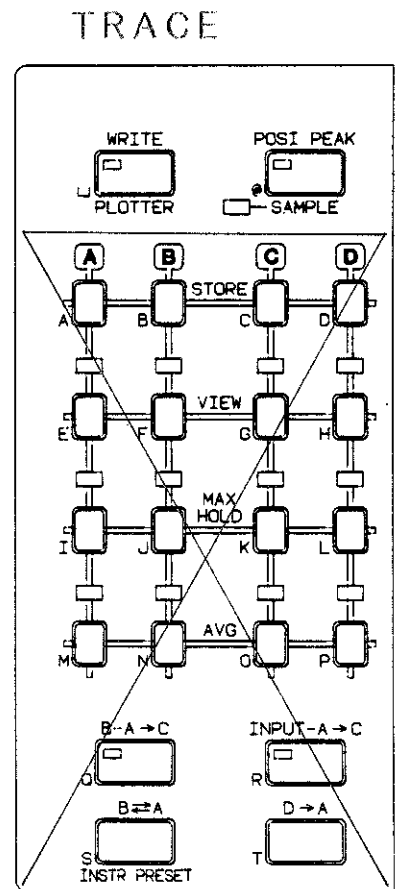 TRACE
WRITE POSI PEAK
PLOTTER SAMPLE
A B C D
STORE
A B C D
VIEW
E F G H
MAX
HOLD
I J K L
AVG
M N O P
B-A→C INPUT-A→C
Q R
B⇄A D→A
S T
INSTR PRESET